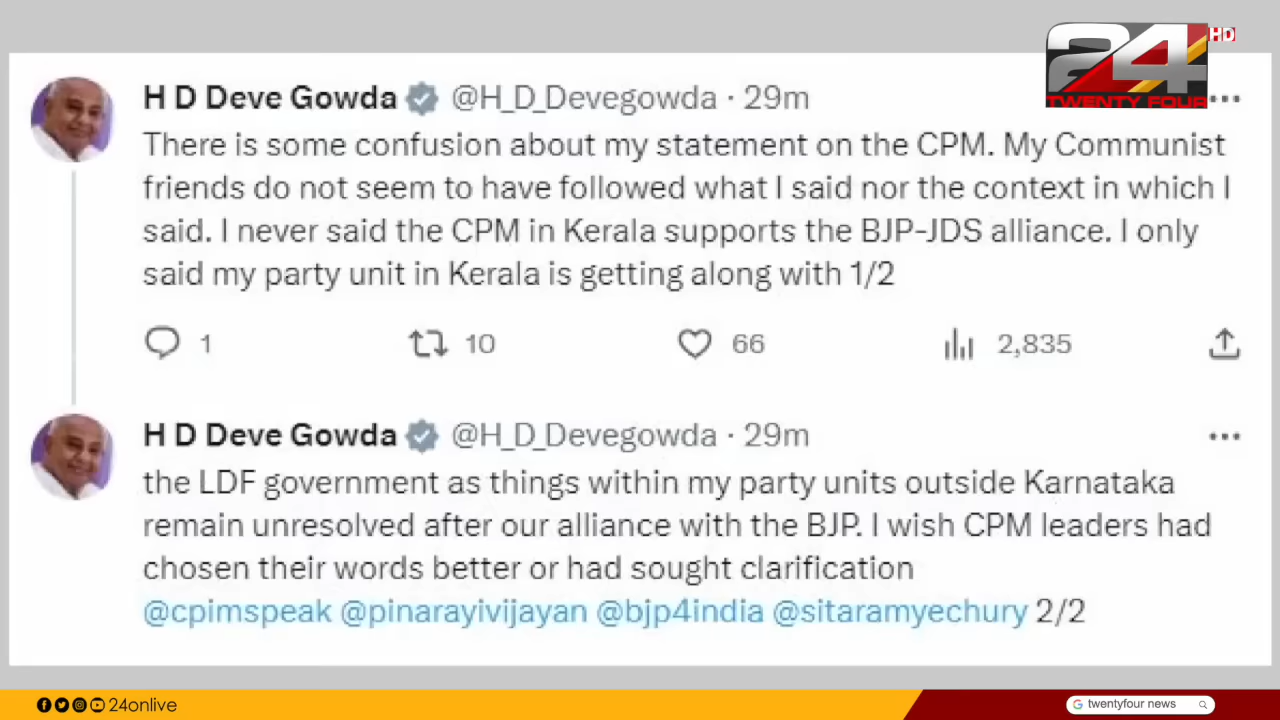 24 HD
TWENTY FOUR
H D Deve Gowda @H_D_Devegowda · 29m
There is some confusion about my statement on the CPM. My Communist
friends do not seem to have followed what I said nor the context in which I
said. I never said the CPM in Kerala supports the BJP-JDS alliance. I only
said my party unit in Kerala is getting along with 1/2
1 10 66 2,835
H D Deve Gowda @H_D_Devegowda · 29m
the LDF government as things within my party units outside Karnataka
remain unresolved after our alliance with the BJP. I wish CPM leaders had
chosen their words better or had sought clarification
@cpimspeak @pinarayivijayan @bjp4india @sitaramyechury 2/2
24onlive
twentyfour news